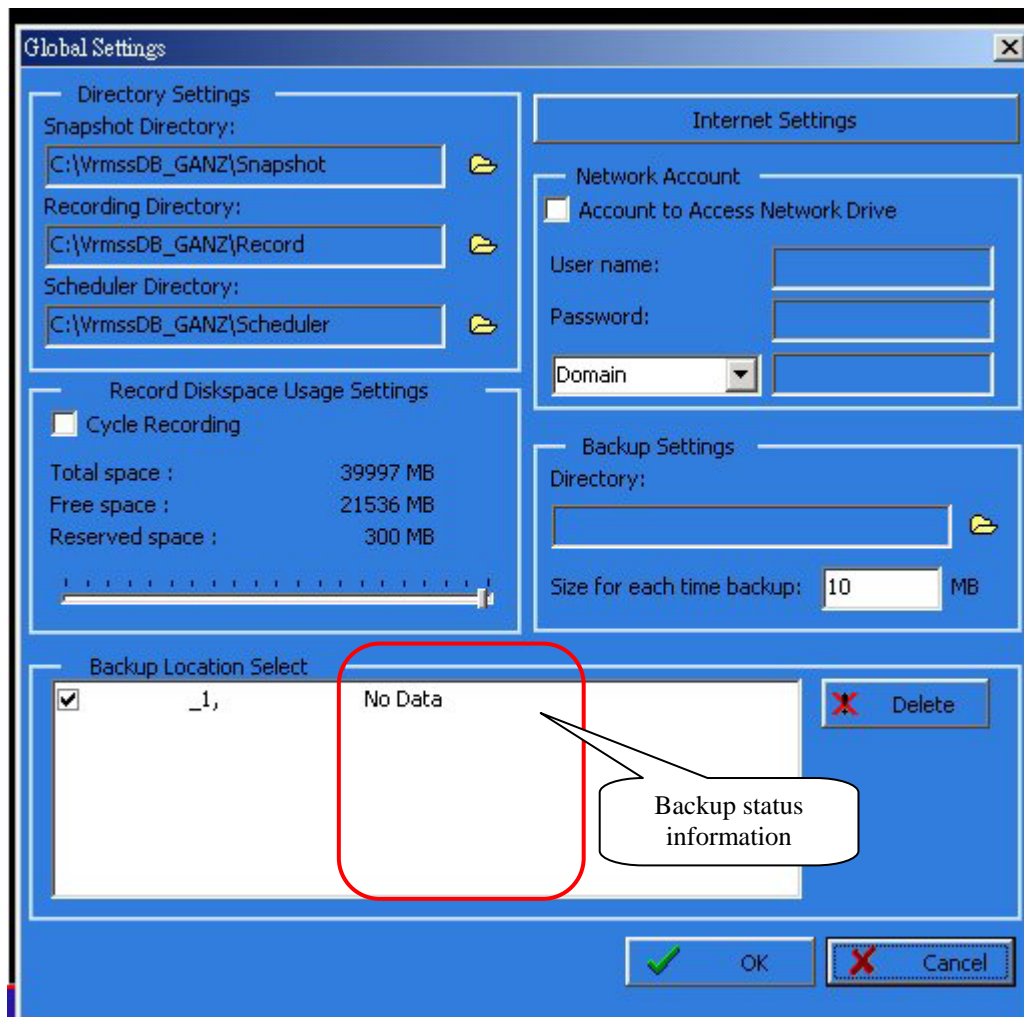 Global Settings
Directory Settings
Snapshot Directory:
C:\VrmssDB_GANZ\Snapshot
Recording Directory:
C:\VrmssDB_GANZ\Record
Scheduler Directory:
C:\VrmssDB_GANZ\Scheduler
Internet Settings
Network Account
Account to Access Network Drive
User name:
Password:
Domain
Record Diskspace Usage Settings
Cycle Recording
Total space : 39997 MB
Free space : 21536 MB
Reserved space : 300 MB
Backup Settings
Directory:
Size for each time backup: 10 MB
Backup Location Select
_1, No Data
Delete
Backup status
information
OK
Cancel